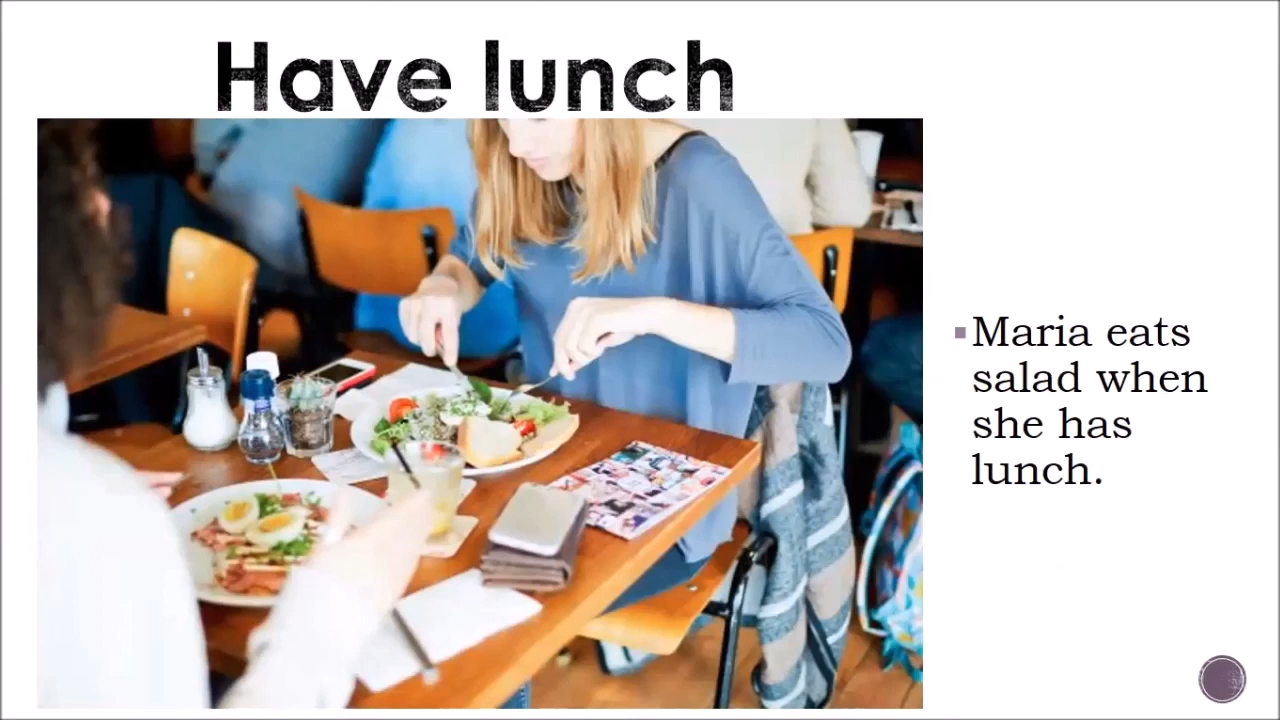 Have lunch
Maria eats
salad when
she has
lunch.